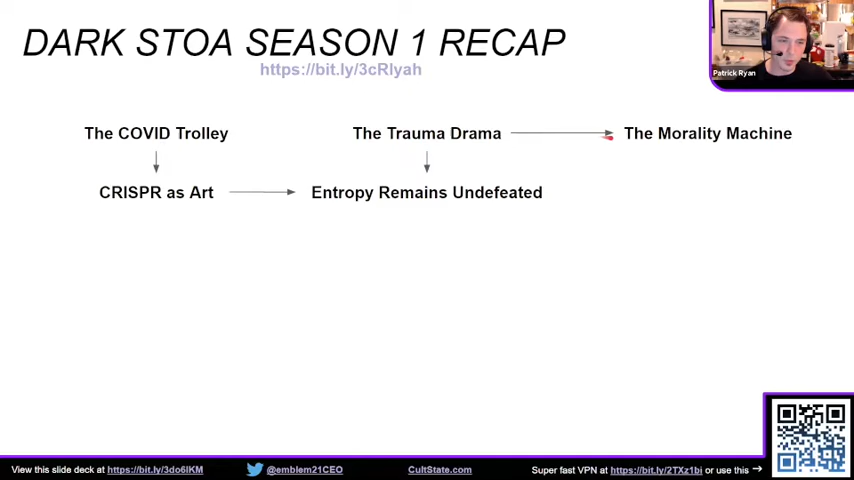 DARK STOA SEASON 1 RECAP
https://bit.ly/3cRlyah
Patrick Ryan
The COVID Trolley
The Trauma Drama
The Morality Machine
CRISPR as Art
Entropy Remains Undefeated
View this slide deck at https://bit.ly/3do6lKM
@emblem21CEO
CultState.com
Super fast VPN at https://bit.ly/2TXz1bi or use this